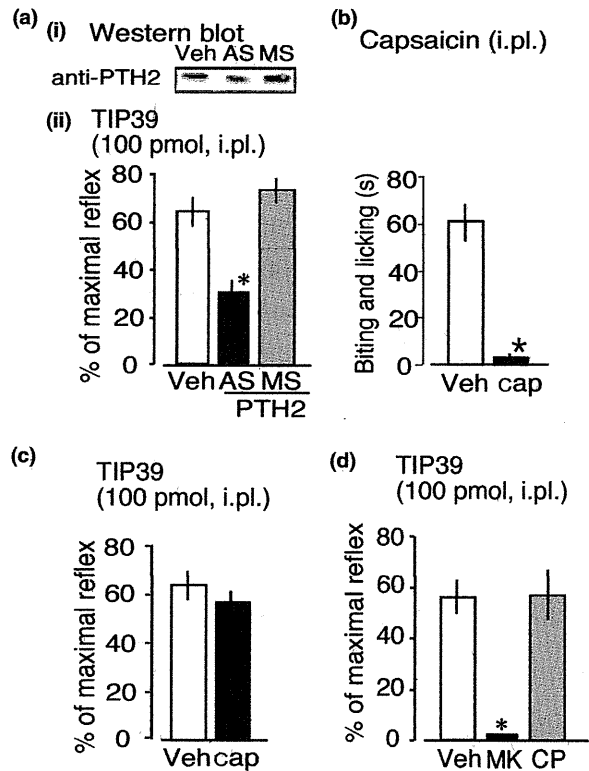 (a)
(i) Western blot
Veh AS MS
anti-PTH2
(ii) TIP39
(100 pmol, i.pl.)
% of maximal reflex
80
60
40
20
0
*
Veh AS MS
PTH2
(b)
Capsaicin (i.pl.)
Biting and licking (s)
80
60
40
20
0
*
Veh cap
(c)
TIP39
(100 pmol, i.pl.)
% of maximal reflex
80
60
40
20
0
Veh cap
(d)
TIP39
(100 pmol, i.pl.)
% of maximal reflex
80
60
40
20
0
*
Veh MK CP